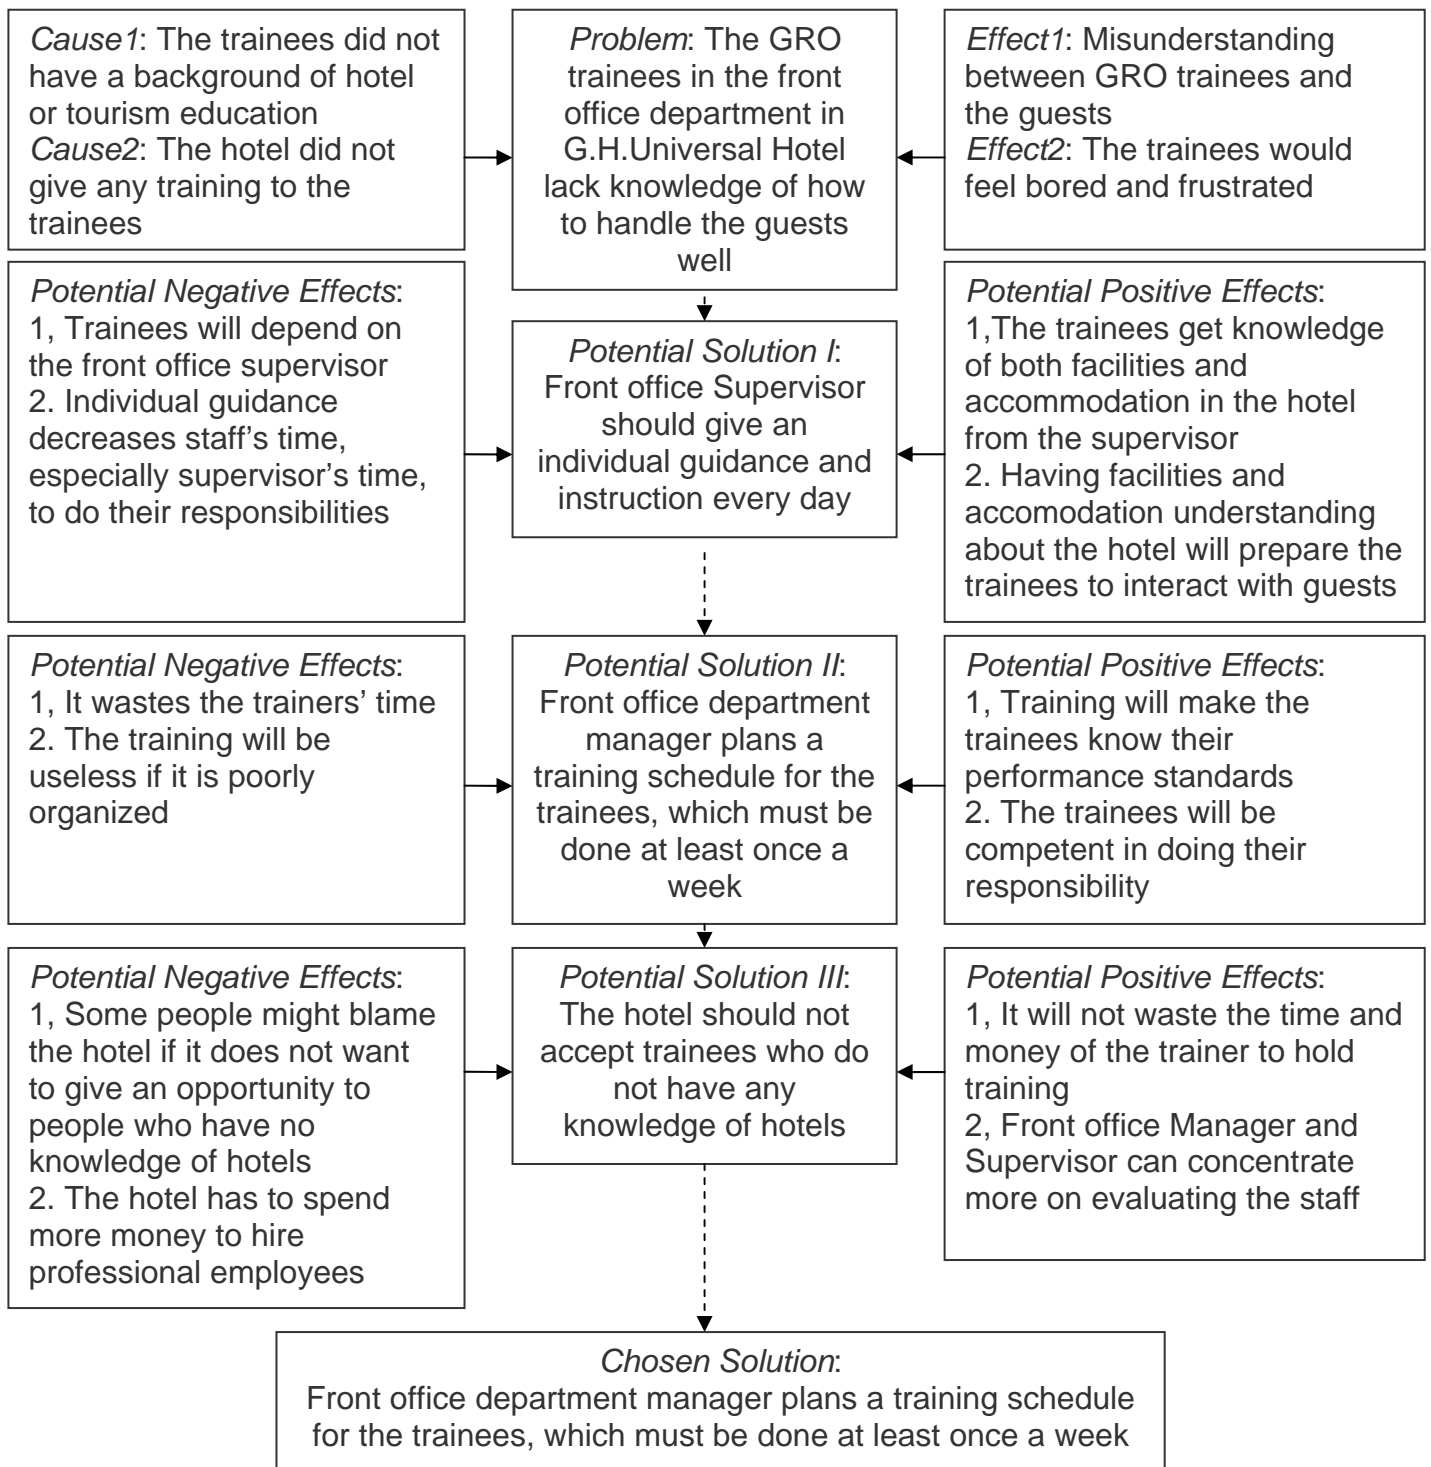 Cause1: The trainees did not
have a background of hotel
or tourism education
Cause2: The hotel did not
give any training to the
trainees
Problem: The GRO
trainees in the front
office department in
G.H.Universal Hotel
lack knowledge of how
to handle the guests
well
Effect1: Misunderstanding
between GRO trainees and
the guests
Effect2: The trainees would
feel bored and frustrated
Potential Negative Effects:
1, Trainees will depend on
the front office supervisor
2. Individual guidance
decreases staff's time,
especially supervisor's time,
to do their responsibilities
Potential Solution I:
Front office Supervisor
should give an
individual guidance and
instruction every day
Potential Positive Effects:
1,The trainees get knowledge
of both facilities and
accommodation in the hotel
from the supervisor
2. Having facilities and
accomodation understanding
about the hotel will prepare the
trainees to interact with guests
Potential Negative Effects:
1, It wastes the trainers' time
2. The training will be
useless if it is poorly
organized
Potential Solution II:
Front office department
manager plans a
training schedule for the
trainees, which must be
done at least once a
week
Potential Positive Effects:
1, Training will make the
trainees know their
performance standards
2. The trainees will be
competent in doing their
responsibility
Potential Negative Effects:
1, Some people might blame
the hotel if it does not want
to give an opportunity to
people who have no
knowledge of hotels
2. The hotel has to spend
more money to hire
professional employees
Potential Solution III:
The hotel should not
accept trainees who do
not have any
knowledge of hotels
Potential Positive Effects:
1, It will not waste the time and
money of the trainer to hold
training
2, Front office Manager and
Supervisor can concentrate
more on evaluating the staff
Chosen Solution:
Front office department manager plans a training schedule
for the trainees, which must be done at least once a week